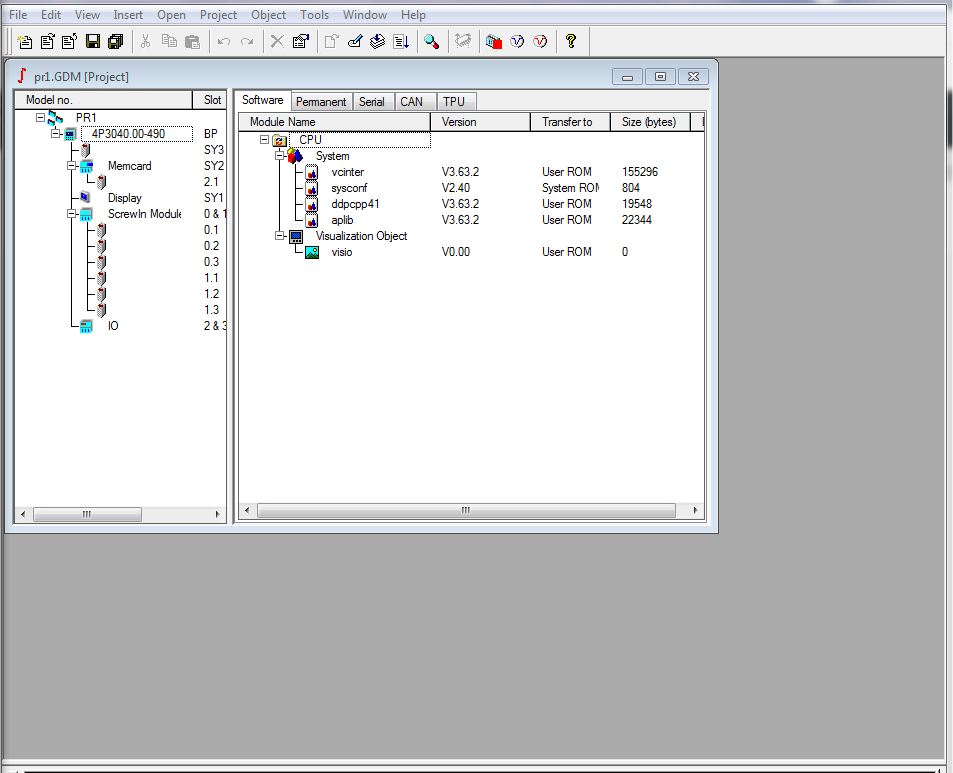 File Edit View Insert Open Project Object Tools Window Help
pr1.GDM [Project]
Model no. Slot
PR1
4P3040.00-490 BP
SY3
Memcard SY2
2.1
Display SY1
ScrewIn Module 0 & 1
0.1
0.2
0.3
1.1
1.2
1.3
IO 2 & 3
Software Permanent Serial CAN TPU
Module Name Version Transfer to Size (bytes)
CPU
System
vcinter V3.63.2 User ROM 155296
sysconf V2.40 System ROM 804
ddpcpp41 V3.63.2 User ROM 19548
aplib V3.63.2 User ROM 22344
Visualization Object
visio V0.00 User ROM 0